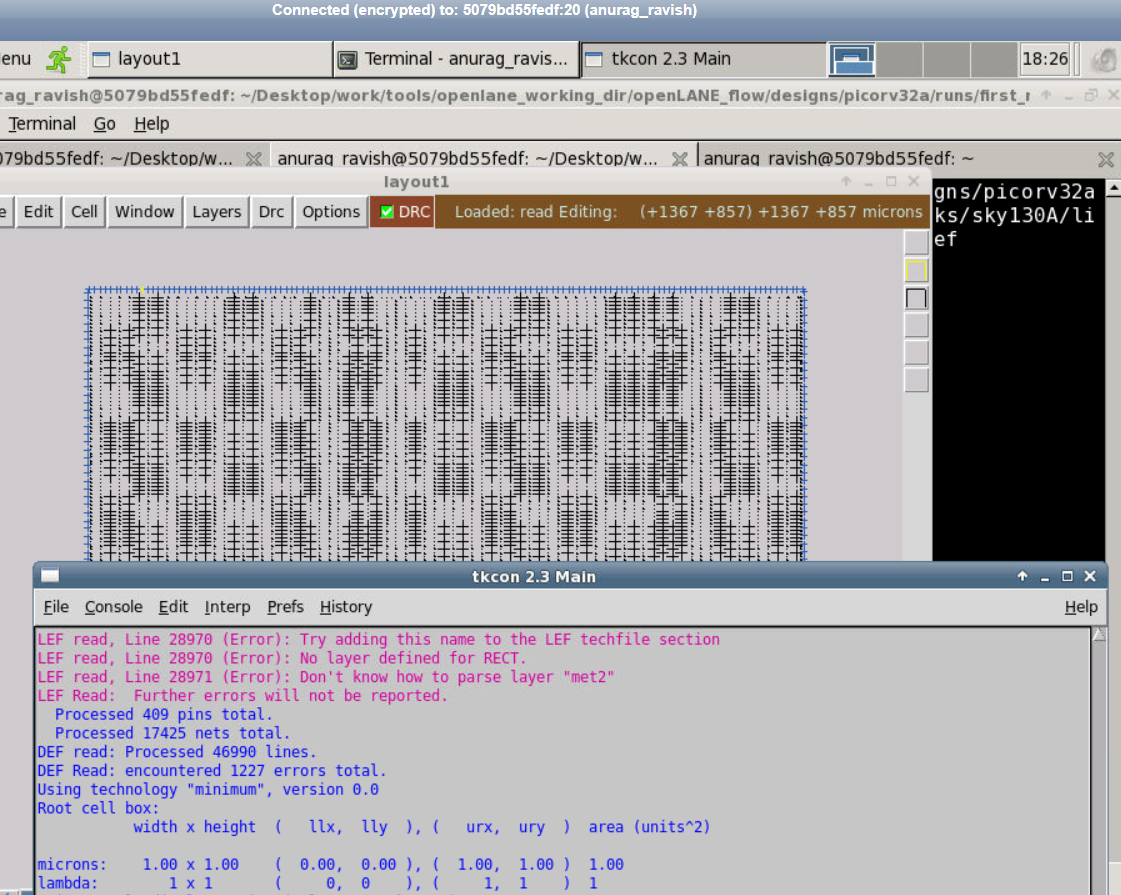 Connected (encrypted) to: 5079bd55fedf:20 (anurag_ravish)
enu layout1 Terminal - anurag_ravis... tkcon 2.3 Main 18:26
rag_ravish@5079bd55fedf: ~/Desktop/work/tools/openlane_working_dir/openLANE_flow/designs/picorv32a/runs/first_r
Terminal Go Help
079bd55fedf: ~/Desktop/w... anurag_ravish@5079bd55fedf: ~/Desktop/w... anurag_ravish@5079bd55fedf: ~
layout1
e Edit Cell Window Layers Drc Options DRC Loaded: read Editing: (+1367 +857) +1367 +857 microns
gns/picorv32a
ks/sky130A/li
ef
tkcon 2.3 Main
File Console Edit Interp Prefs History Help
LEF read, Line 28970 (Error): Try adding this name to the LEF techfile section
LEF read, Line 28970 (Error): No layer defined for RECT.
LEF read, Line 28971 (Error): Don't know how to parse layer "met2"
LEF Read:  Further errors will not be reported.
Processed 409 pins total.
Processed 17425 nets total.
DEF read: Processed 46990 lines.
DEF Read: encountered 1227 errors total.
Using technology "minimum", version 0.0
Root cell box:
width x height  (   llx,  lly  ), (   urx,  ury  )  area (units^2)
microns:    1.00 x 1.00    (  0.00,  0.00 ), (  1.00,  1.00 )  1.00
lambda:        1 x 1       (     0,  0    ), (     1,  1    )  1